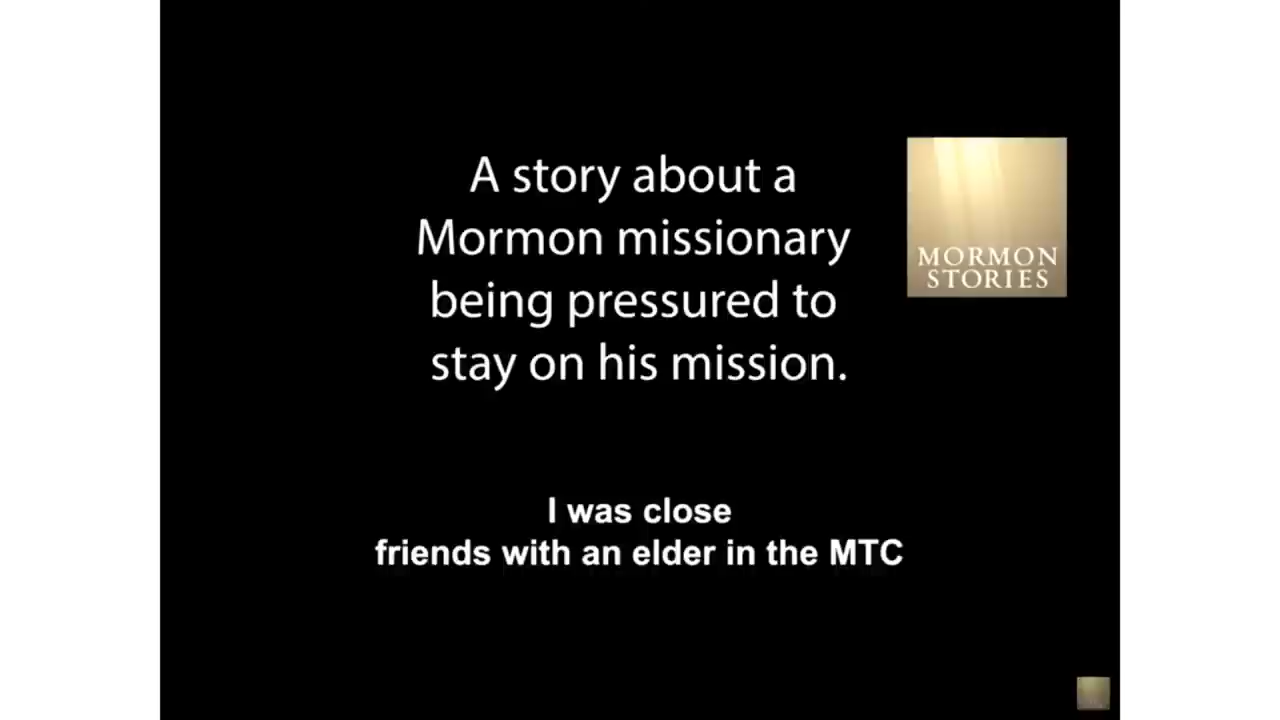 A story about a
Mormon missionary
being pressured to
stay on his mission.
MORMON
STORIES
I was close
friends with an elder in the MTC